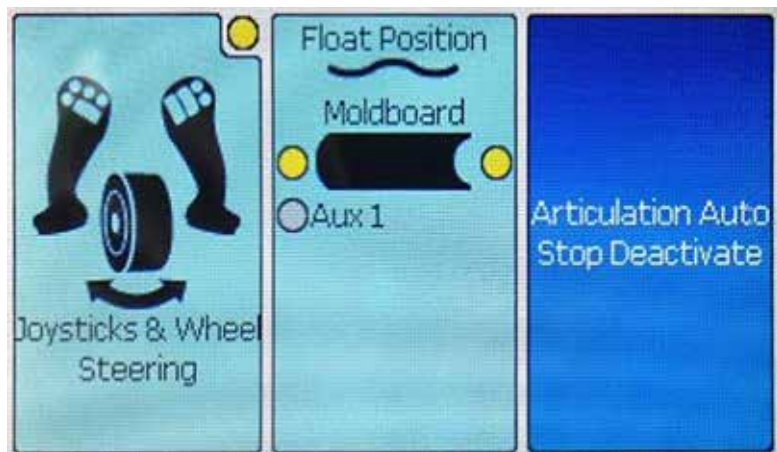 Joysticks & Wheel
Steering
Float Position
Moldboard
Aux 1
Articulation Auto
Stop Deactivate